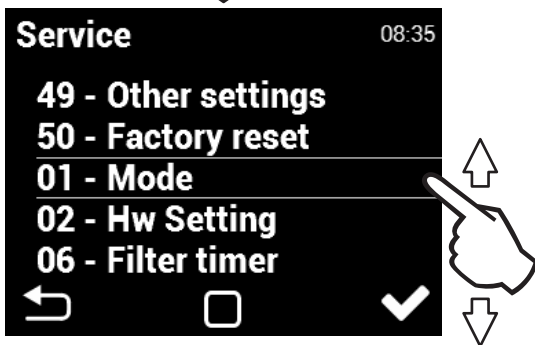 Service 08:35
49 - Other settings
50 - Factory reset
01 - Mode
02 - Hw Setting
06 - Filter timer